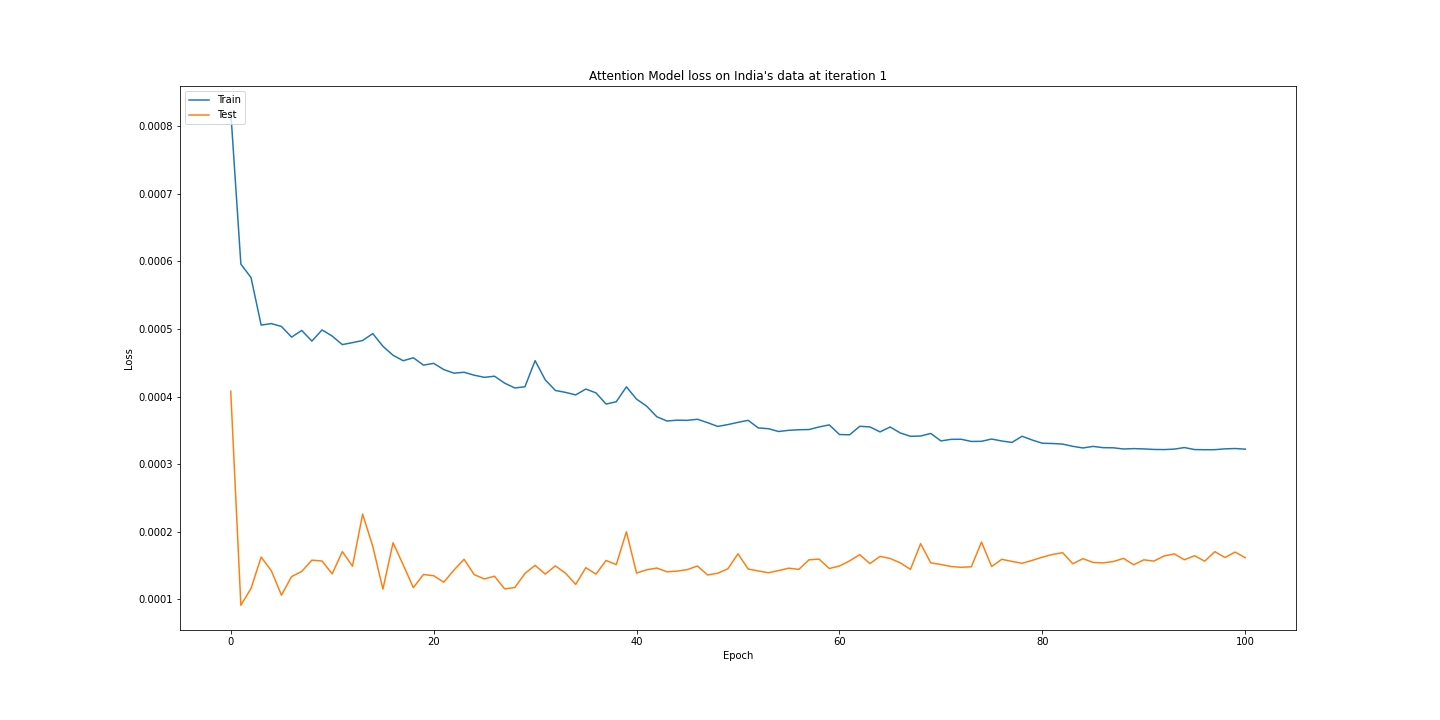 Attention Model loss on India's data at iteration 1
Train
Test
0.0008
0.0007
0.0006
0.0005
0.0004
0.0003
0.0002
0.0001
Loss
0 20 40 60 80 100
Epoch